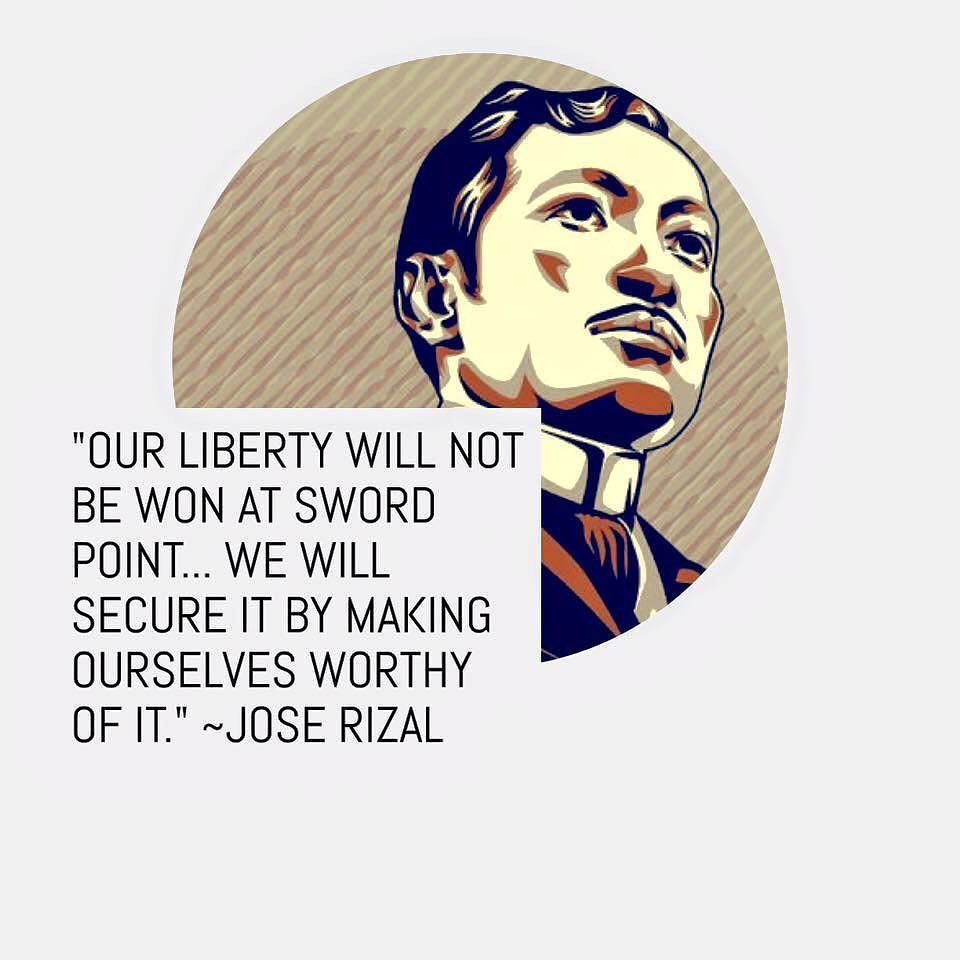 "OUR LIBERTY WILL NOT
BE WON AT SWORD
POINT... WE WILL
SECURE IT BY MAKING
OURSELVES WORTHY
OF IT." ~JOSE RIZAL